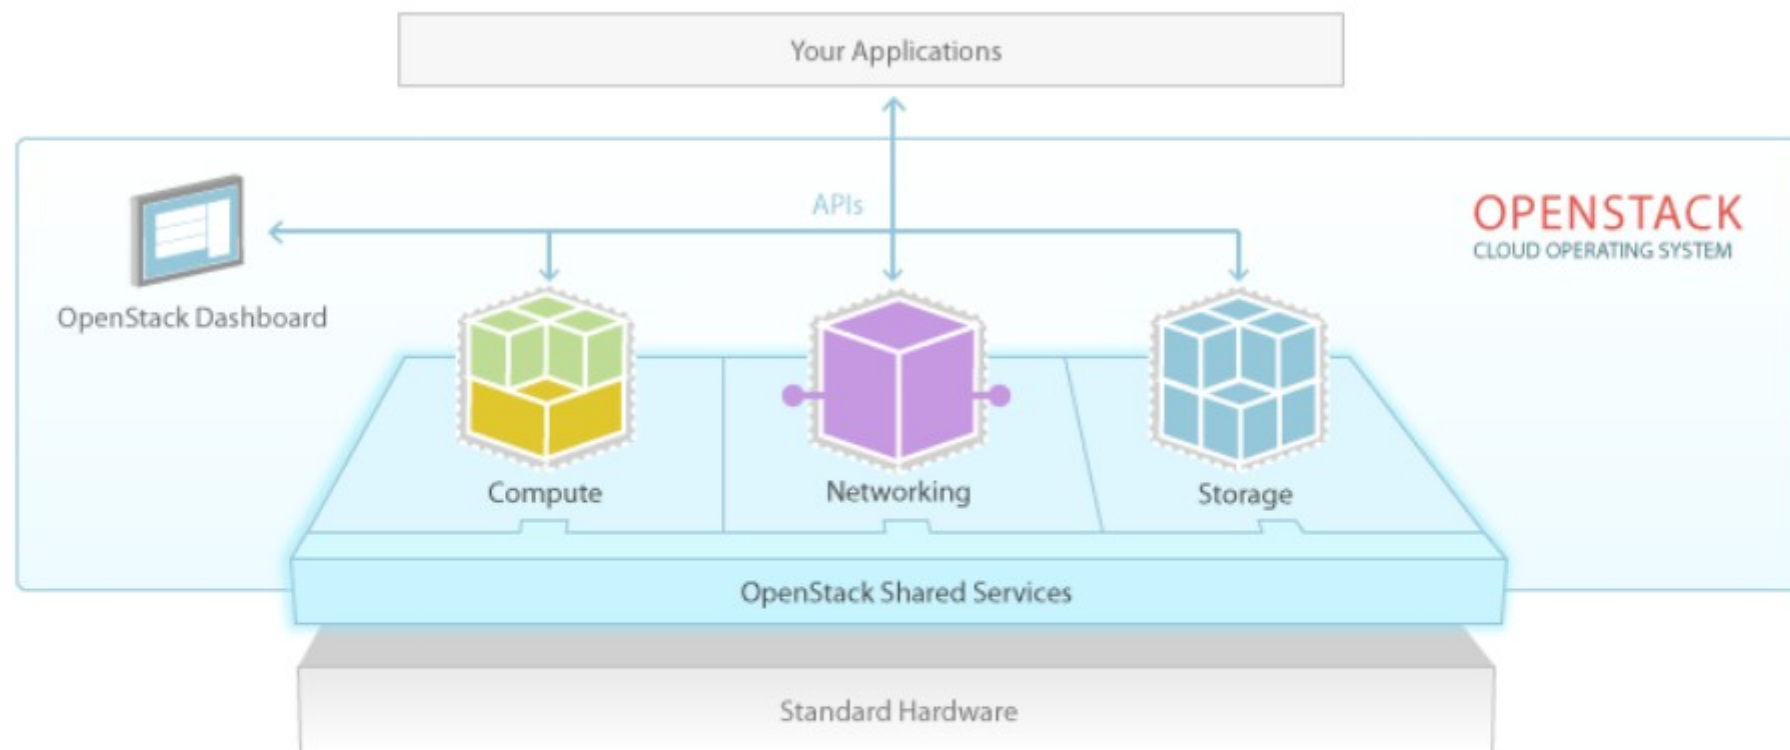 Your Applications
APIs
OPENSTACK
CLOUD OPERATING SYSTEM
OpenStack Dashboard
Compute
Networking
Storage
OpenStack Shared Services
Standard Hardware